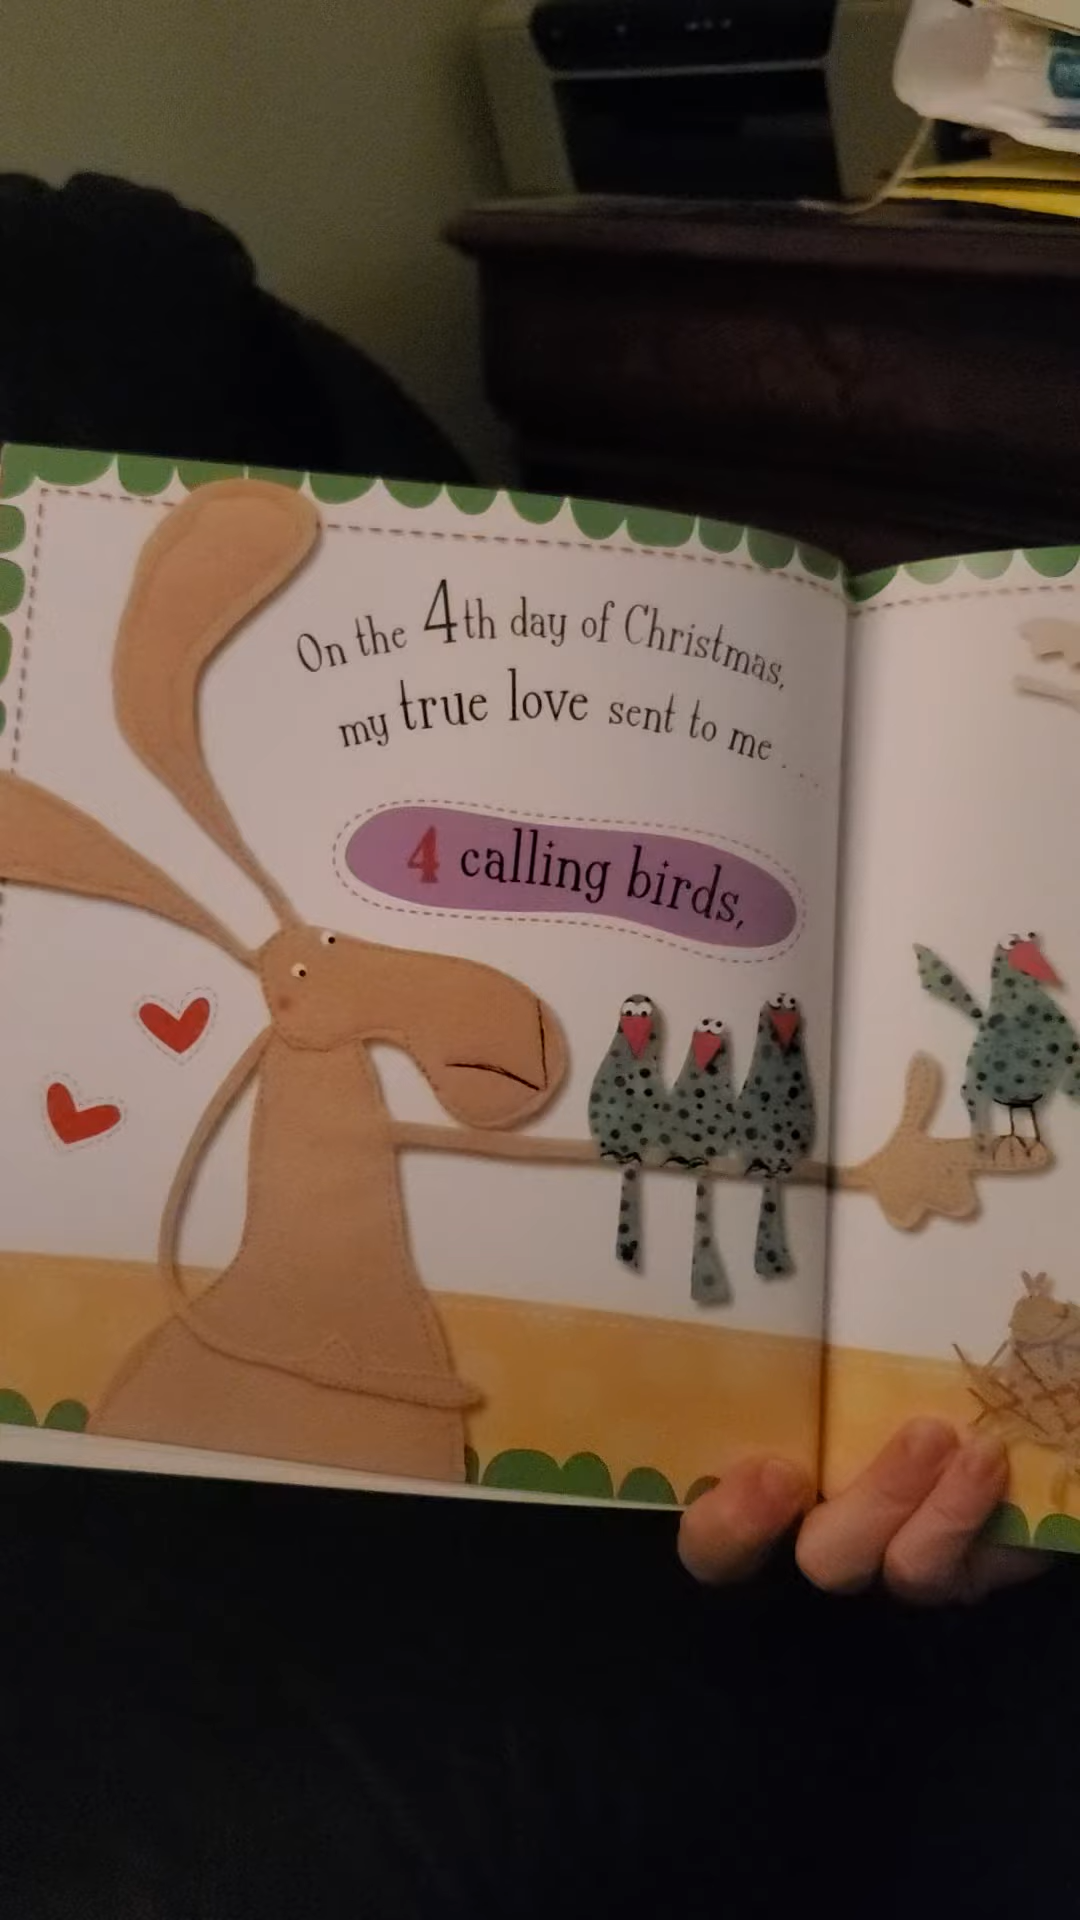 On the 4th day of Christmas,
my true love sent to me . . .
4 calling birds,